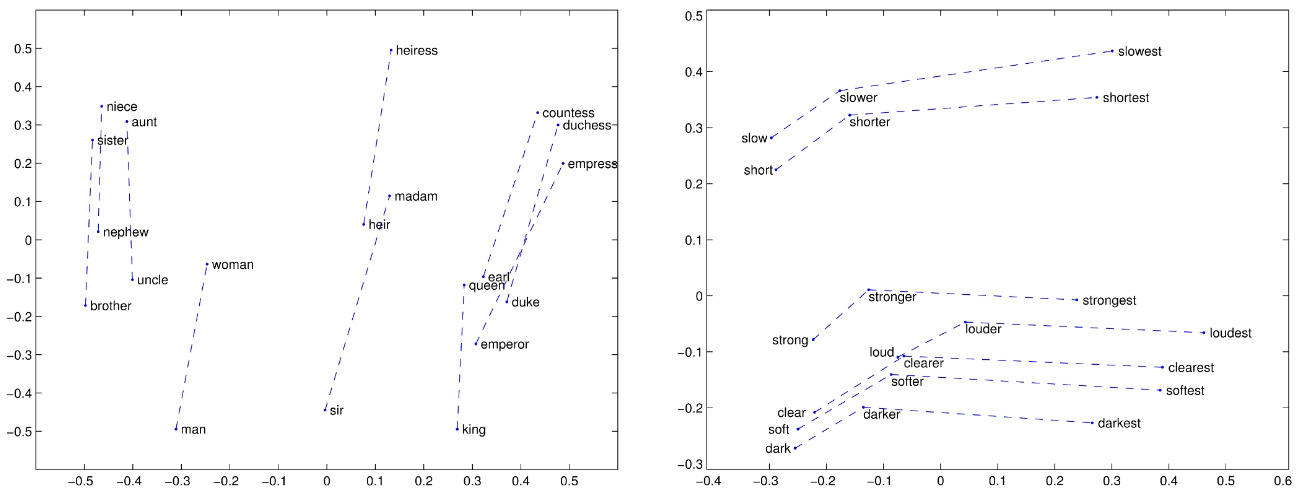 0.5
heiress
0.4
niece
countess
0.3
aunt
duchess
sister
0.2
empress
madam
0.1
heir
nephew
0
woman
earl
uncle
queen
−0.1
brother
duke
−0.2
emperor
−0.3
−0.4
sir
man
king
−0.5
−0.5 −0.4 −0.3 −0.2 −0.1 0 0.1 0.2 0.3 0.4 0.5
0.5
slowest
0.4
slower
shortest
shorter
0.3
slow
short
0.2
0.1
0
stronger
strongest
louder
loudest
strong
−0.1
loud
clearer
clearest
softer
softest
−0.2
clear
darker
darkest
soft
dark
−0.3
−0.4 −0.3 −0.2 −0.1 0 0.1 0.2 0.3 0.4 0.5 0.6